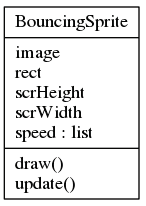 BouncingSprite
image
rect
scrHeight
scrWidth
speed : list
draw()
update()